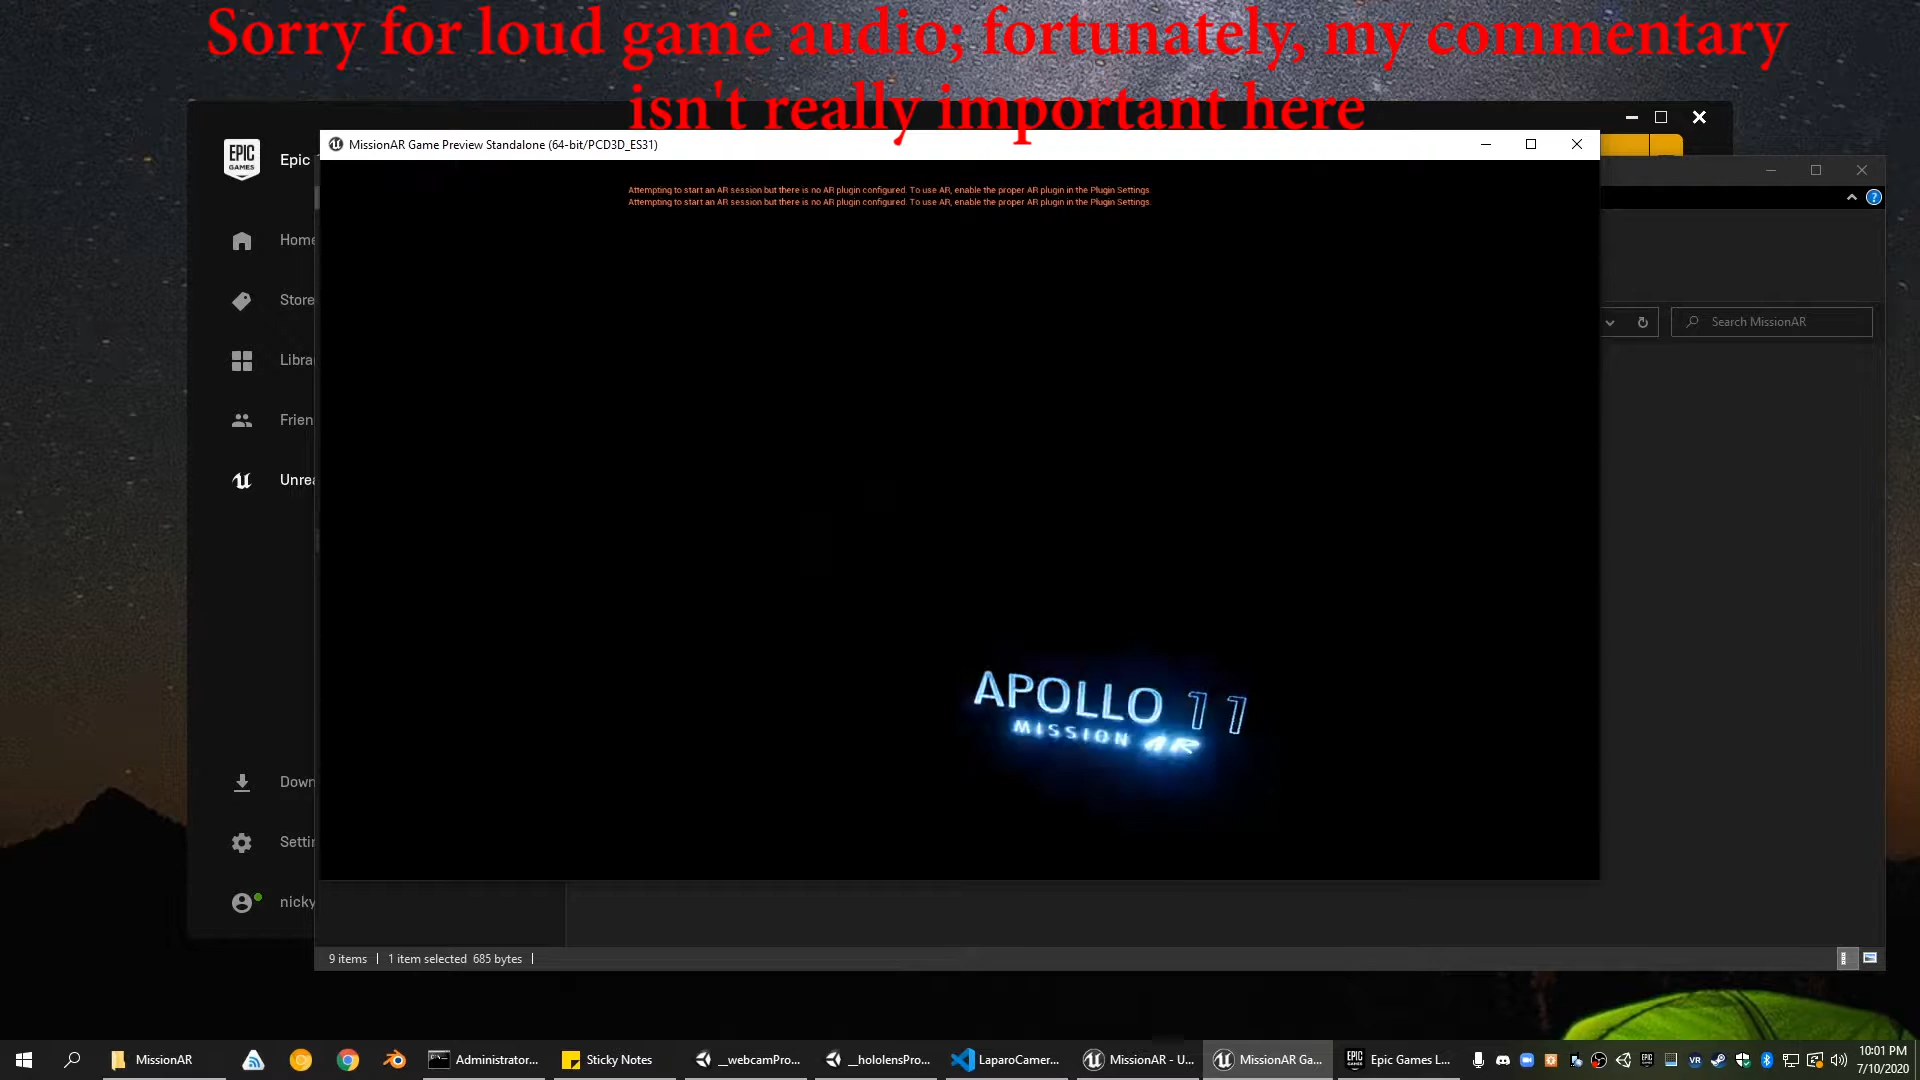 Sorry for loud game audio; fortunately, my commentary
isn't really important here
EPIC
GAMES
Epic
MissionAR Game Preview Standalone (64-bit/PCD3D_ES31)
Attempting to start an AR session but there is no AR plugin configured. To use AR, enable the proper AR plugin in the Plugin Settings
Attempting to start an AR session but there is no AR plugin configured. To use AR, enable the proper AR plugin in the Plugin Settings
Home
Store
Libra
Frien
Unrea
Search MissionAR
APOLLO 11
MISSION AR
Down
Settin
nicky
9 items
1 item selected 685 bytes
MissionAR
Administrator...
Sticky Notes
__webcamPro...
__hololensPro...
LaparoCamer...
MissionAR - U...
MissionAR Ga...
Epic Games L...
VR
10:01 PM
7/10/2020